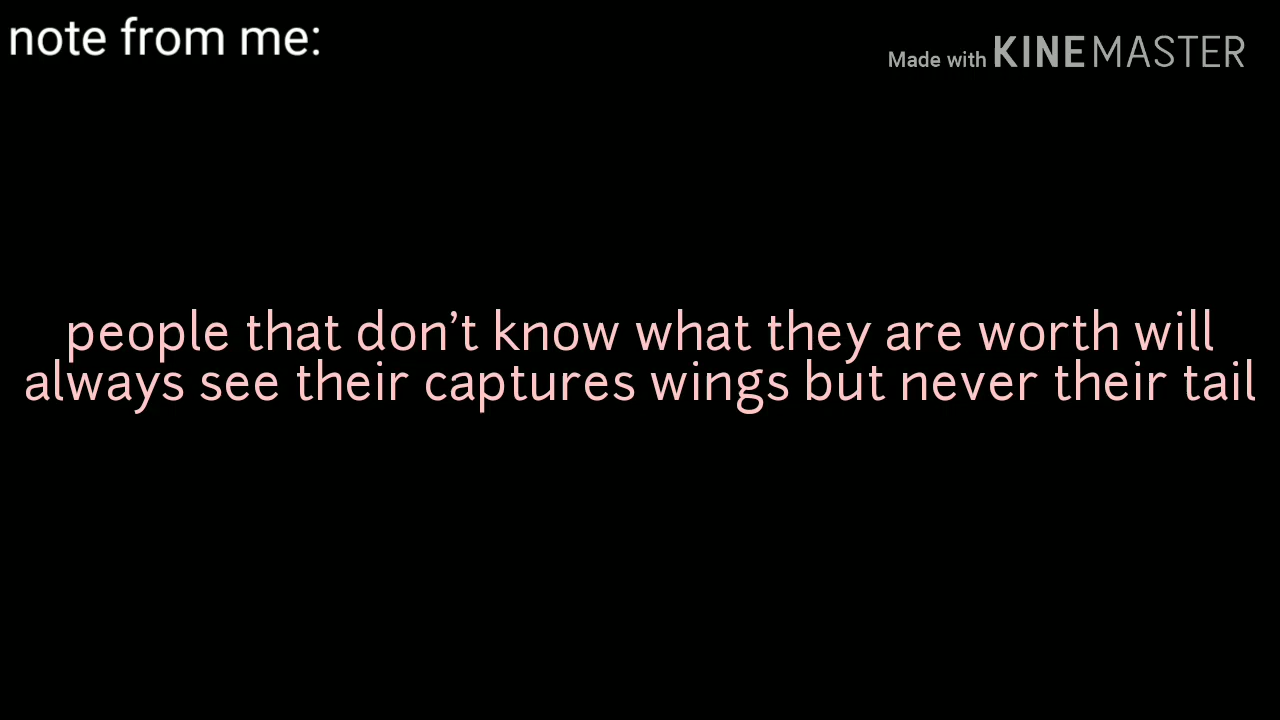 note from me:
Made with KINEMASTER
people that don't know what they are worth will
always see their captures wings but never their tail